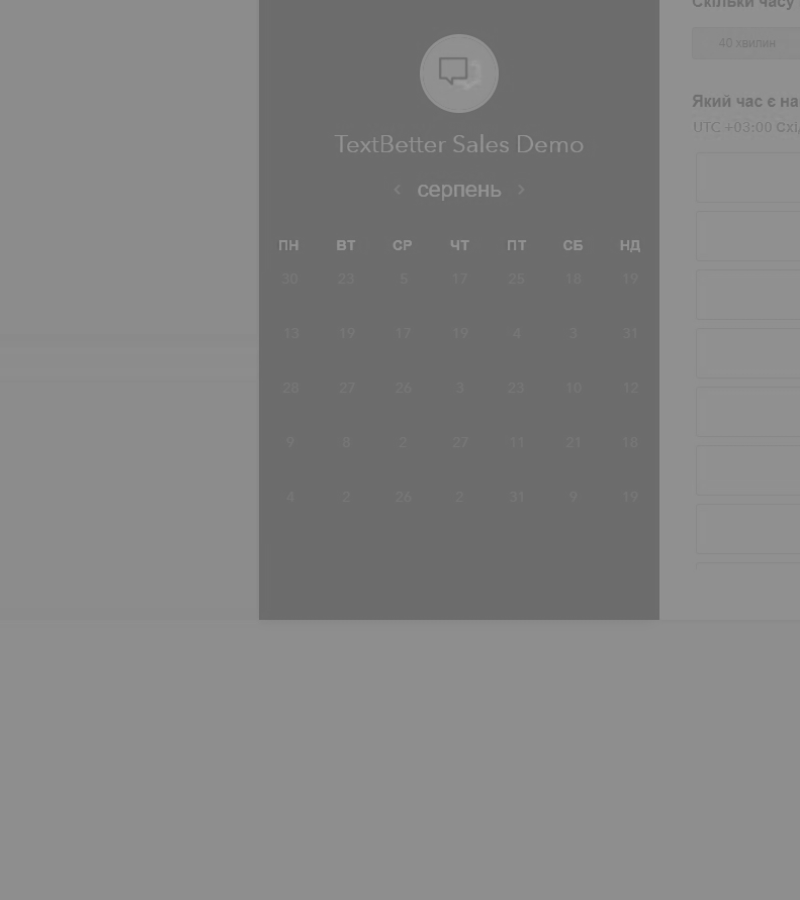 TextBetter Sales Demo
серпень
ПН ВТ СР ЧТ ПТ СБ НД
30 23 5 17 25 18 19
13 19 17 19 4 3 31
28 27 26 3 23 10 12
9 8 2 27 11 21 18
4 2 26 2 31 9 19
Скільки часу
40 хвилин
Який час є на
UTC +03:00 Схі